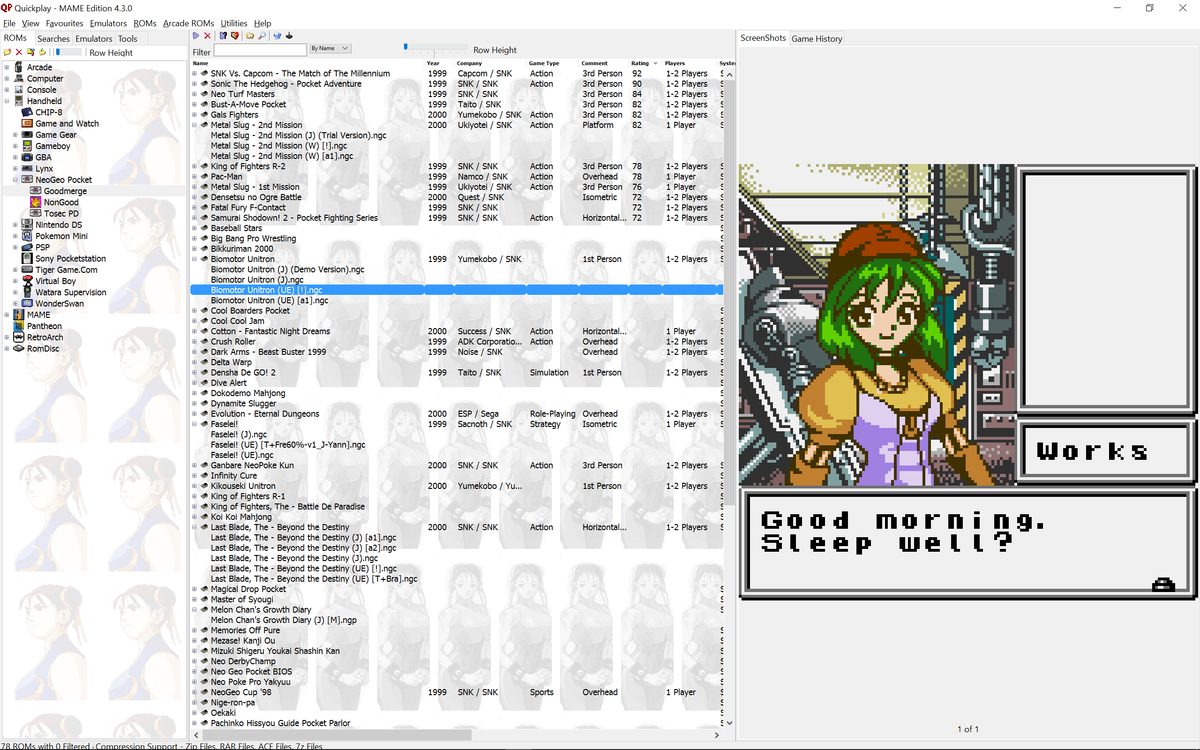 QP Quickplay - MAME Edition 4.3.0
File View Favourites Emulators ROMs Arcade ROMs Utilities Help
ROMs Searches Emulators Tools
Row Height
Arcade
Computer
Console
Handheld
CHIP-8
Game and Watch
Game Gear
Gameboy
GBA
Lynx
NeoGeo Pocket
Goodmerge
NonGood
Tosec PD
Nintendo DS
Pokemon Mini
PSP
Sony Pocketstation
Tiger Game.Com
Virtual Boy
Watara Supervision
WonderSwan
MAME
Pantheon
RetroArch
RomDisc
Filter By Name Row Height
Name Year Company Game Type Comment Rating Players System
SNK Vs. Capcom - The Match of The Millennium 1999 Capcom / SNK Action 3rd Person 92 1-2 Players
Sonic The Hedgehog - Pocket Adventure 1999 SNK / SNK Action 3rd Person 90 1-2 Players
Neo Turf Masters 1999 SNK / SNK 3rd Person 84 1-2 Players
Bust-A-Move Pocket 1999 Taito / SNK 3rd Person 82 1-2 Players
Gals Fighters 2000 Yumekobo / SNK Action 3rd Person 82 1-2 Players
Metal Slug - 2nd Mission 2000 Ukiyotei / SNK Action Platform 82 1 Player
Metal Slug - 2nd Mission (J) (Trial Version).ngc
Metal Slug - 2nd Mission (W) [!].ngc
Metal Slug - 2nd Mission (W) [a1].ngc
King of Fighters R-2 1999 SNK / SNK Action 3rd Person 78 1-2 Players
Pac-Man 1999 Namco / SNK Action Overhead 78 1 Player
Metal Slug - 1st Mission 1999 Ukiyotei / SNK Action 3rd Person 76 1-2 Players
Densetsu no Ogre Battle 2000 Quest / SNK Isometric 72 1-2 Players
Fatal Fury F-Contact 1999 SNK / SNK 72 1-2 Players
Samurai Shodown! 2 - Pocket Fighting Series 1999 SNK / SNK Action Horizontal... 72 1-2 Players
Baseball Stars
Big Bang Pro Wrestling
Bikkuriman 2000
Biomotor Unitron 1999 Yumekobo / SNK 1st Person 1-2 Players
Biomotor Unitron (J) (Demo Version).ngc
Biomotor Unitron (J).ngc
Biomotor Unitron (UE) [!].ngc
Biomotor Unitron (UE) [a1].ngc
Cool Boarders Pocket
Cool Cool Jam
Cotton - Fantastic Night Dreams 2000 Success / SNK Action Horizontal... 1 Player
Crush Roller 1999 ADK Corporatio... Action Overhead 1-2 Players
Dark Arms - Beast Buster 1999 1999 Noise / SNK Overhead 1-2 Players
Delta Warp
Densha De GO! 2 1999 Taito / SNK Simulation 1st Person 1-2 Players
Dive Alert
Dokodemo Mahjong
Dynamite Slugger
Evolution - Eternal Dungeons 2000 ESP / Sega Role-Playing Overhead 1-2 Players
Faselei! 1999 Sacnoth / SNK Strategy Isometric 1 Player
Faselei! (J).ngc
Faselei! (UE) [T+Fre60%-v1_J-Yann].ngc
Faselei! (UE).ngc
Ganbare NeoPoke Kun 2000 SNK / SNK Action 3rd Person 1-2 Players
Infinity Cure
Kikouseki Unitron 2000 Yumekobo / Yu... 1st Person 1-2 Players
King of Fighters R-1
King of Fighters, The - Battle De Paradise
Koi Koi Mahjong
Last Blade, The - Beyond the Destiny 2000 SNK / SNK Action Horizontal... 1-2 Players
Last Blade, The - Beyond the Destiny (J) [a1].ngc
Last Blade, The - Beyond the Destiny (J) [a2].ngc
Last Blade, The - Beyond the Destiny (J).ngc
Last Blade, The - Beyond the Destiny (UE) [!].ngc
Last Blade, The - Beyond the Destiny (UE) [T+Bra].ngc
Magical Drop Pocket
Master of Syougi
Melon Chan's Growth Diary
Melon Chan's Growth Diary (J) [M].ngp
Memories Off Pure
Mezase! Kanji Ou
Mizuki Shigeru Youkai Shashin Kan
Neo DerbyChamp
Neo Geo Pocket BIOS
Neo Poke Pro Yakyuu
NeoGeo Cup '98 1999 SNK / SNK Sports Overhead 1 Player
Nige-ron-pa
Oekaki
Pachinko Hissyou Guide Pocket Parlor
ScreenShots Game History
Works
Good morning.
Sleep well?
1 of 1
78 ROMs with 0 Filtered - Compression Support - Zip Files, RAR Files, ACE Files, 7z Files